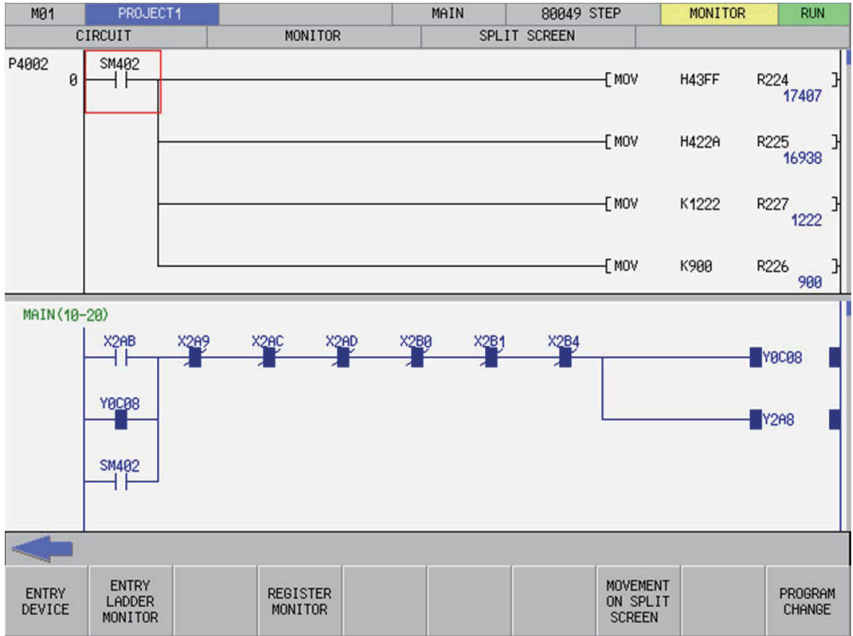 M01 PROJECT1 MAIN 80049 STEP MONITOR RUN
CIRCUIT MONITOR SPLIT SCREEN
P4002 SM402
0 MOV H43FF R224
17407
MOV H422A R225
16938
MOV K1222 R227
1222
MOV K900 R226
900
MAIN(10-20)
X2AB X2A9 X2AC X2AD X2B0 X2B1 X2B4
Y0C08
Y0C08
Y2A8
SM402
ENTRY DEVICE
ENTRY LADDER MONITOR
REGISTER MONITOR
MOVEMENT ON SPLIT SCREEN
PROGRAM CHANGE